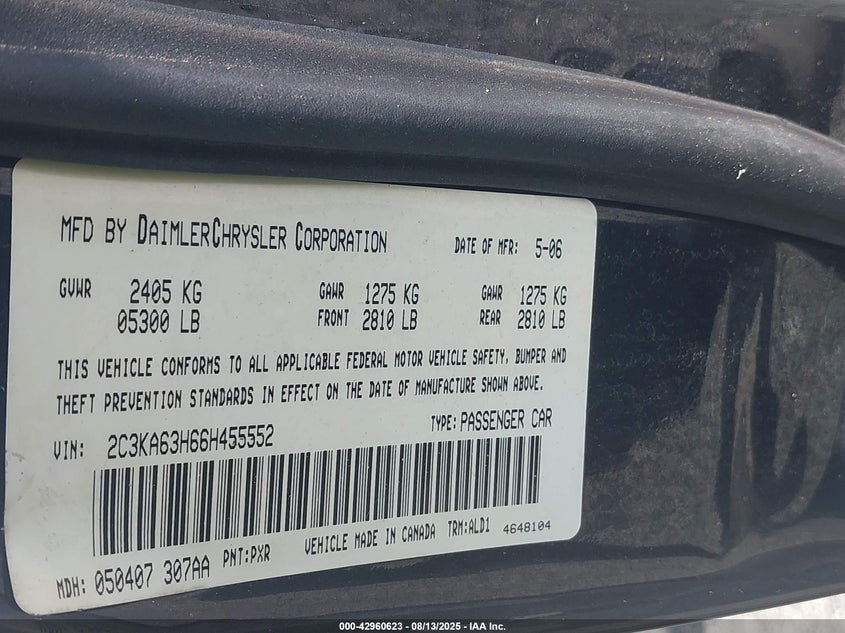 MFD BY DAIMLERCHRYSLER CORPORATION DATE OF MFR: 5-06
GVWR 2405 KG GAWR 1275 KG GAWR 1275 KG
05300 LB FRONT 2810 LB REAR 2810 LB
THIS VEHICLE CONFORMS TO ALL APPLICABLE FEDERAL MOTOR VEHICLE SAFETY, BUMPER AND
THEFT PREVENTION STANDARDS IN EFFECT ON THE DATE OF MANUFACTURE SHOWN ABOVE.
VIN: 2C3KA63H66H455552 TYPE: PASSENGER CAR
MDH: 050407 307AA PNT:PXR VEHICLE MADE IN CANADA TRM:ALD1 4648104
000-42960623 - 08/13/2025 - IAA Inc.